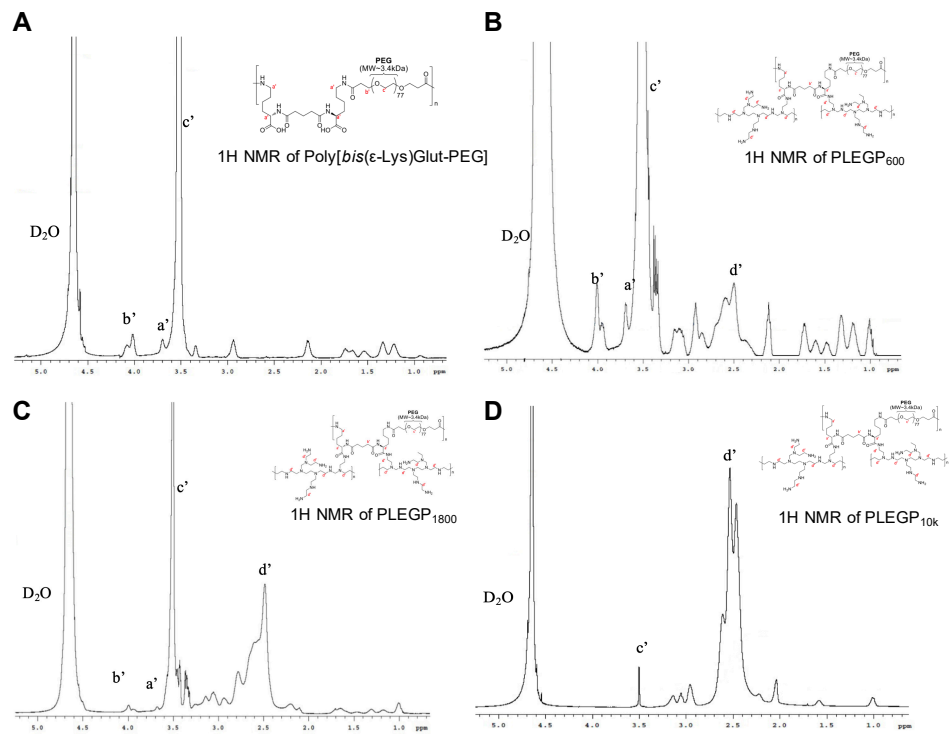 A
PEG
(MW~3.4kDa)
77
n
1H NMR of Poly[bis(ε-Lys)Glut-PEG]
c’
D₂O
b’
a’
5.0 4.5 4.0 3.5 3.0 2.5 2.0 1.5 1.0 ppm
B
PEG
(MW~3.4kDa)
77
n
1H NMR of PLEGP₆₀₀
c’
D₂O
b’
a’
d’
5.0 4.5 4.0 3.5 3.0 2.5 2.0 1.5 1.0 ppm
C
PEG
(MW~3.4kDa)
77
n
1H NMR of PLEGP₁₈₀₀
c’
D₂O
b’
a’
d’
5.0 4.5 4.0 3.5 3.0 2.5 2.0 1.5 1.0 ppm
D
PEG
(MW~3.4kDa)
77
n
1H NMR of PLEGP₁₀ₖ
d’
D₂O
c’
5.0 4.5 4.0 3.5 3.0 2.5 2.0 1.5 1.0 ppm